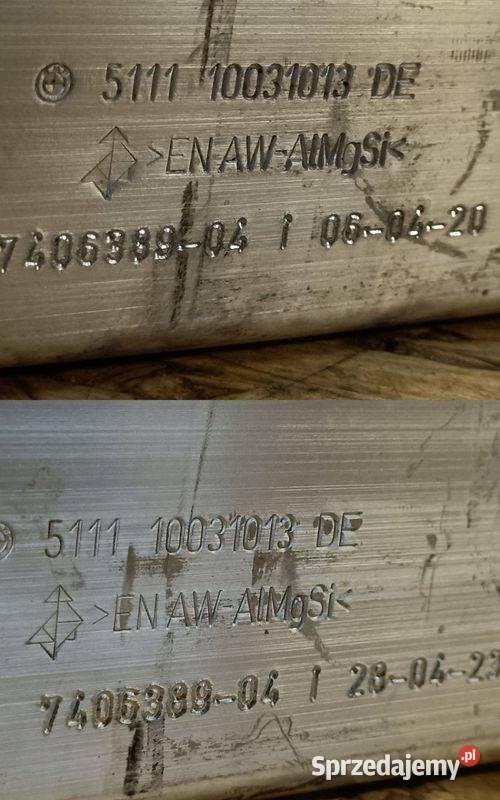 5111 10031013 DE
>EN AW-AlMgSi<
7406389-04 1 06-04-20
5111 10031013 DE
>EN AW-AlMgSi<
7406389-04 1 28-04-23
Sprzedajemy.pl